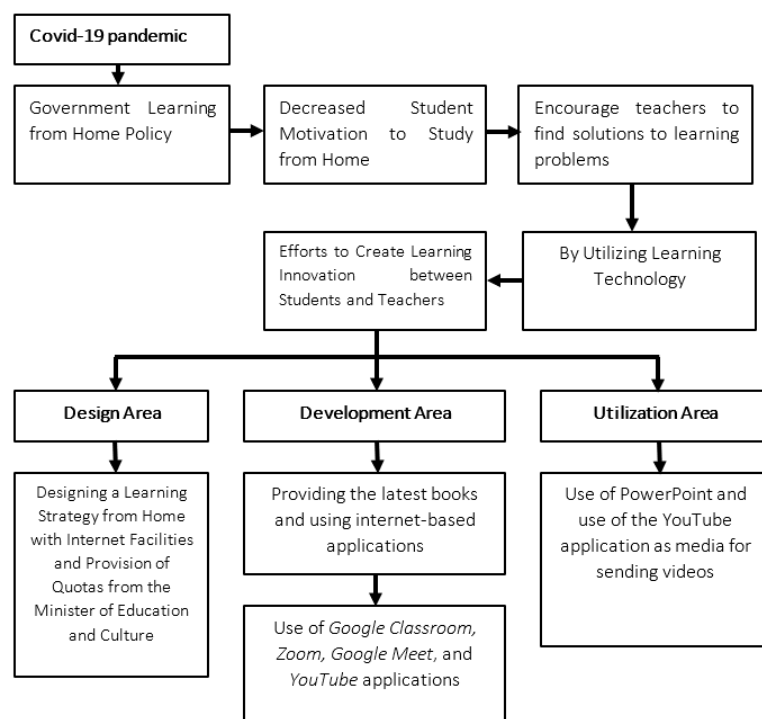 Covid-19 pandemic
Government Learning
from Home Policy
Decreased Student
Motivation to Study
from Home
Encourage teachers to
find solutions to learning
problems
By Utilizing Learning
Technology
Efforts to Create Learning
Innovation between
Students and Teachers
Design Area
Development Area
Utilization Area
Designing a Learning
Strategy from Home
with Internet Facilities
and Provision of
Quotas from the
Minister of Education
and Culture
Providing the latest books
and using internet-based
applications
Use of Google Classroom,
Zoom, Google Meet, and
YouTube applications
Use of PowerPoint and
use of the YouTube
application as media for
sending videos